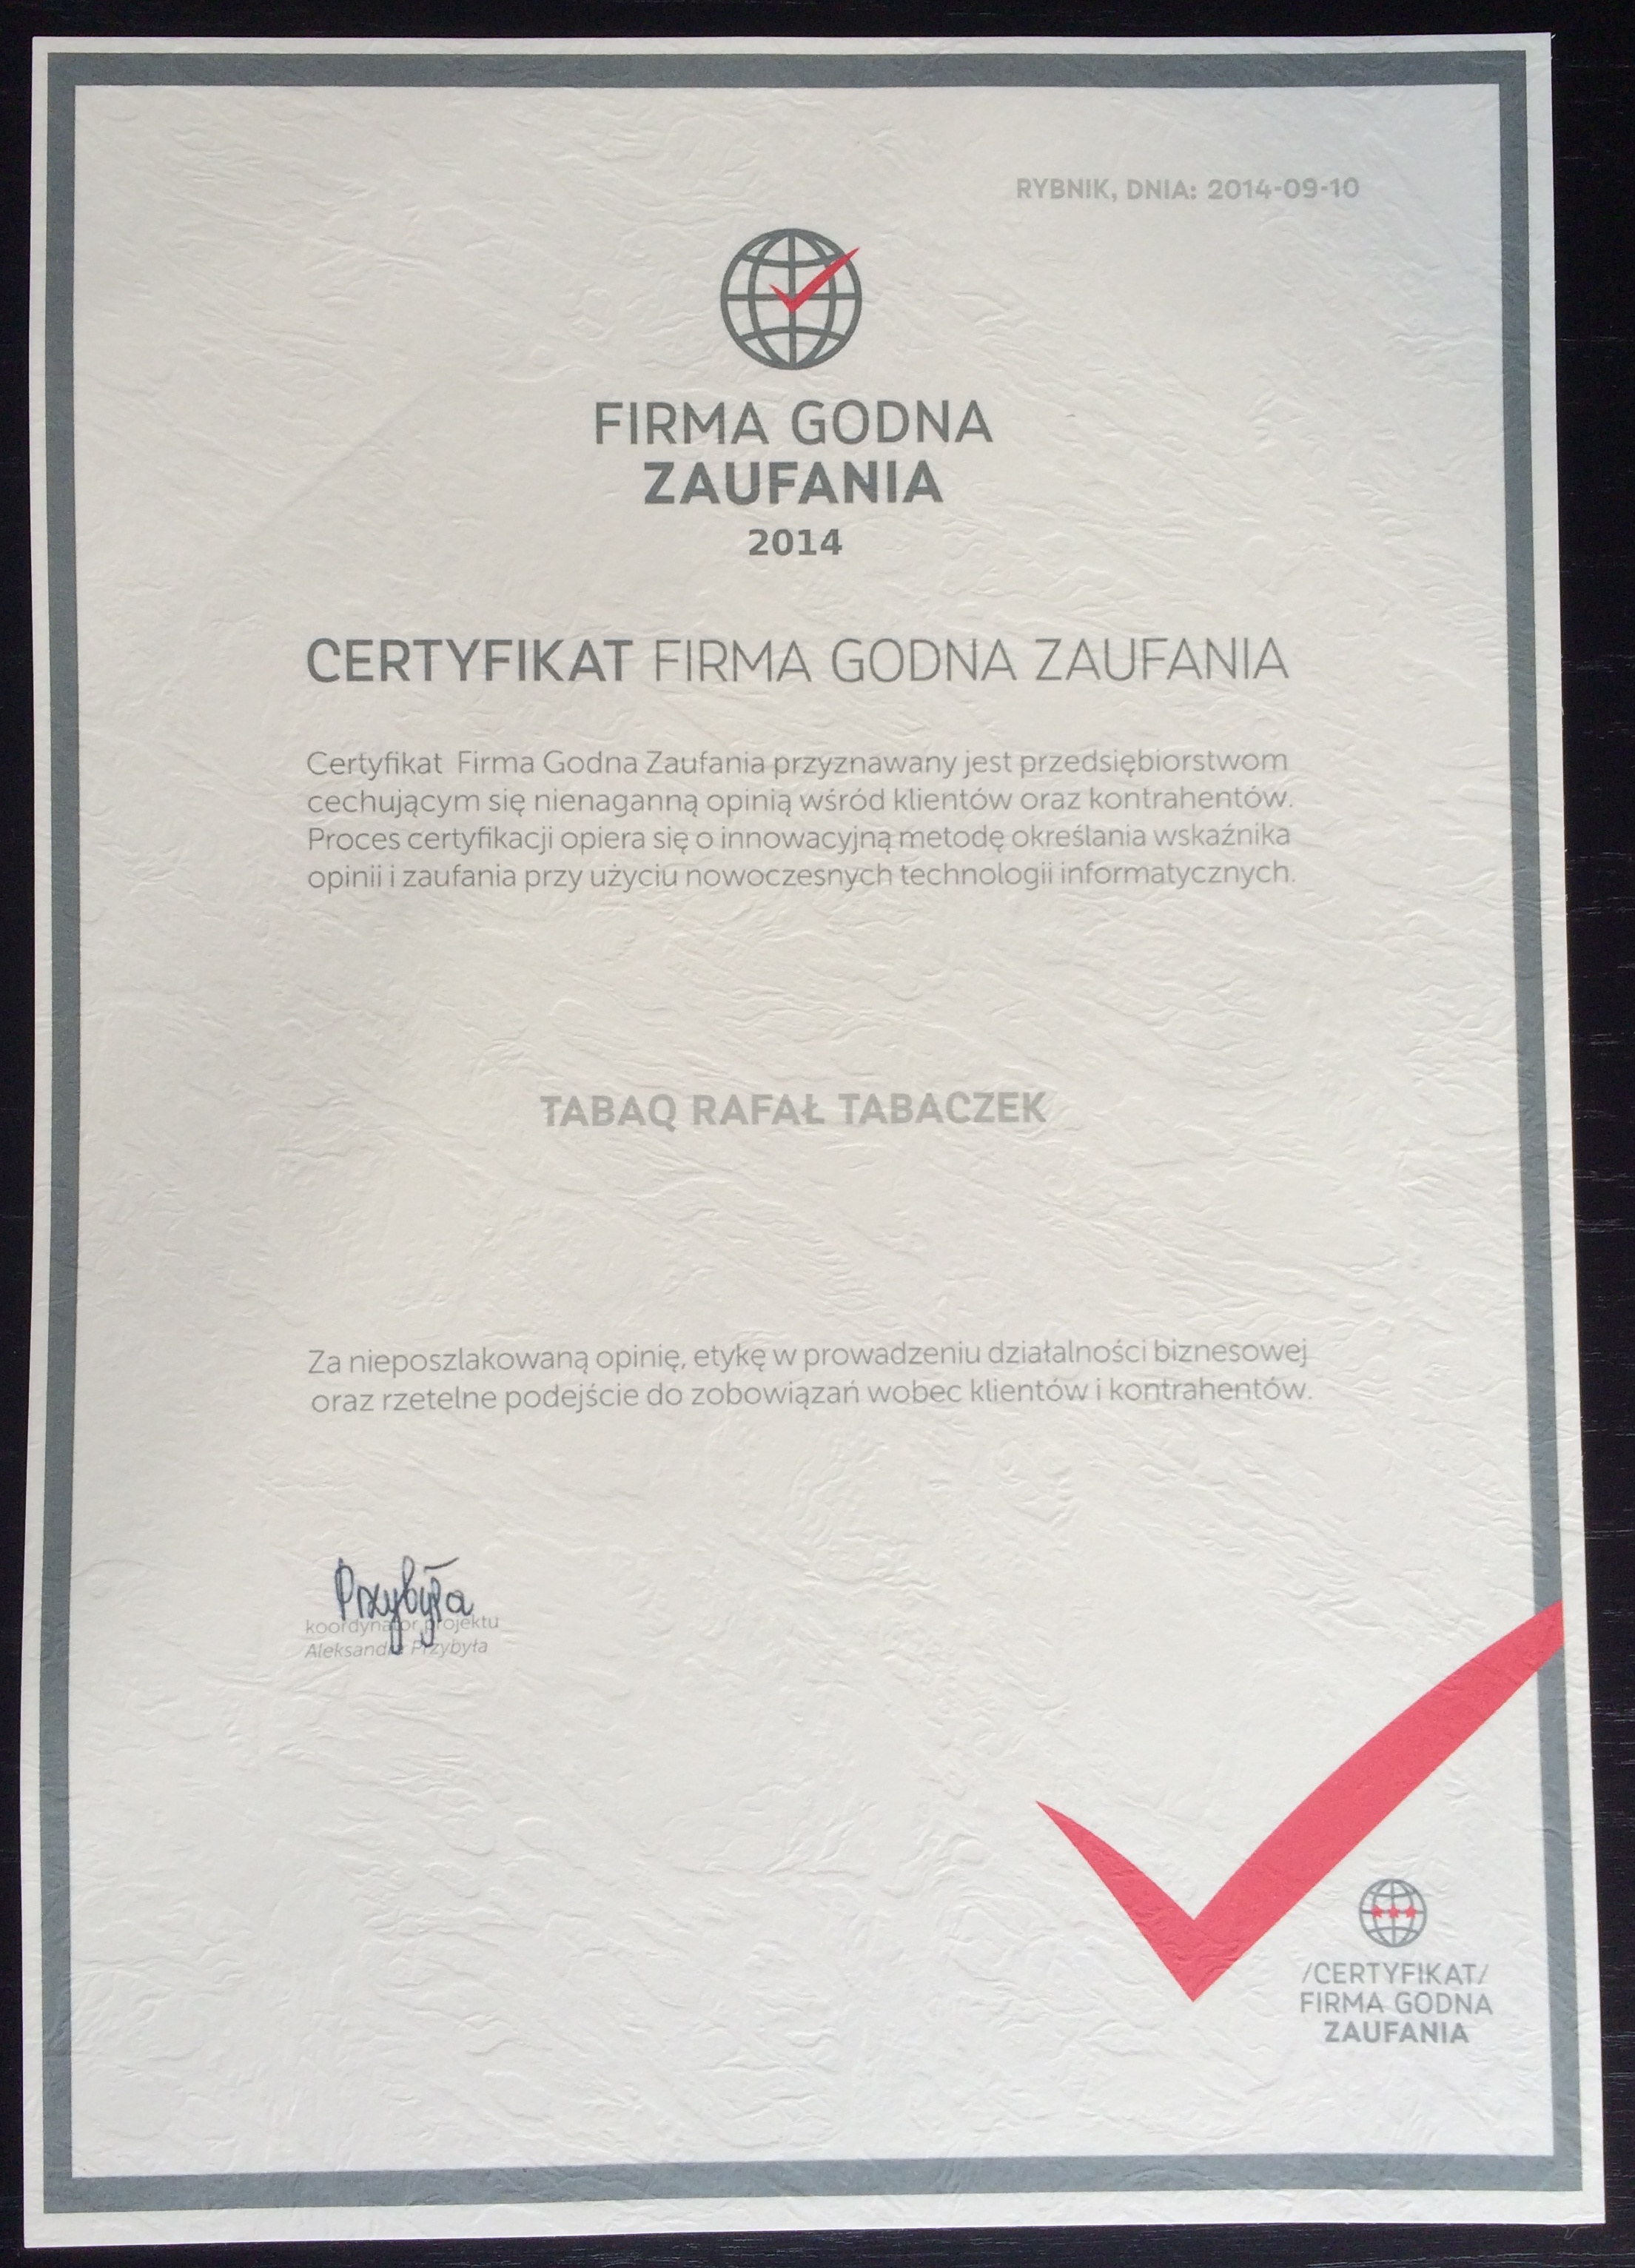 RYBNIK, DNIA: 2014-09-10
FIRMA GODNA
ZAUFANIA
2014
CERTYFIKAT FIRMA GODNA ZAUFANIA
Certyfikat Firma Godna Zaufania przyznawany jest przedsiębiorstwom
cechującym się nienaganną opinią wśród klientów oraz kontrahentów.
Proces certyfikacji opiera się o innowacyjną metodę określania wskaźnika
opinii i zaufania przy użyciu nowoczesnych technologii informatycznych.
TABAQ RAFAŁ TABACZEK
Za nieposzlakowaną opinię, etykę w prowadzeniu działalności biznesowej
oraz rzetelne podejście do zobowiązań wobec klientów i kontrahentów.
Przybyła
koordynator projektu
Aleksandra Przybyła
/CERTYFIKAT/
FIRMA GODNA
ZAUFANIA